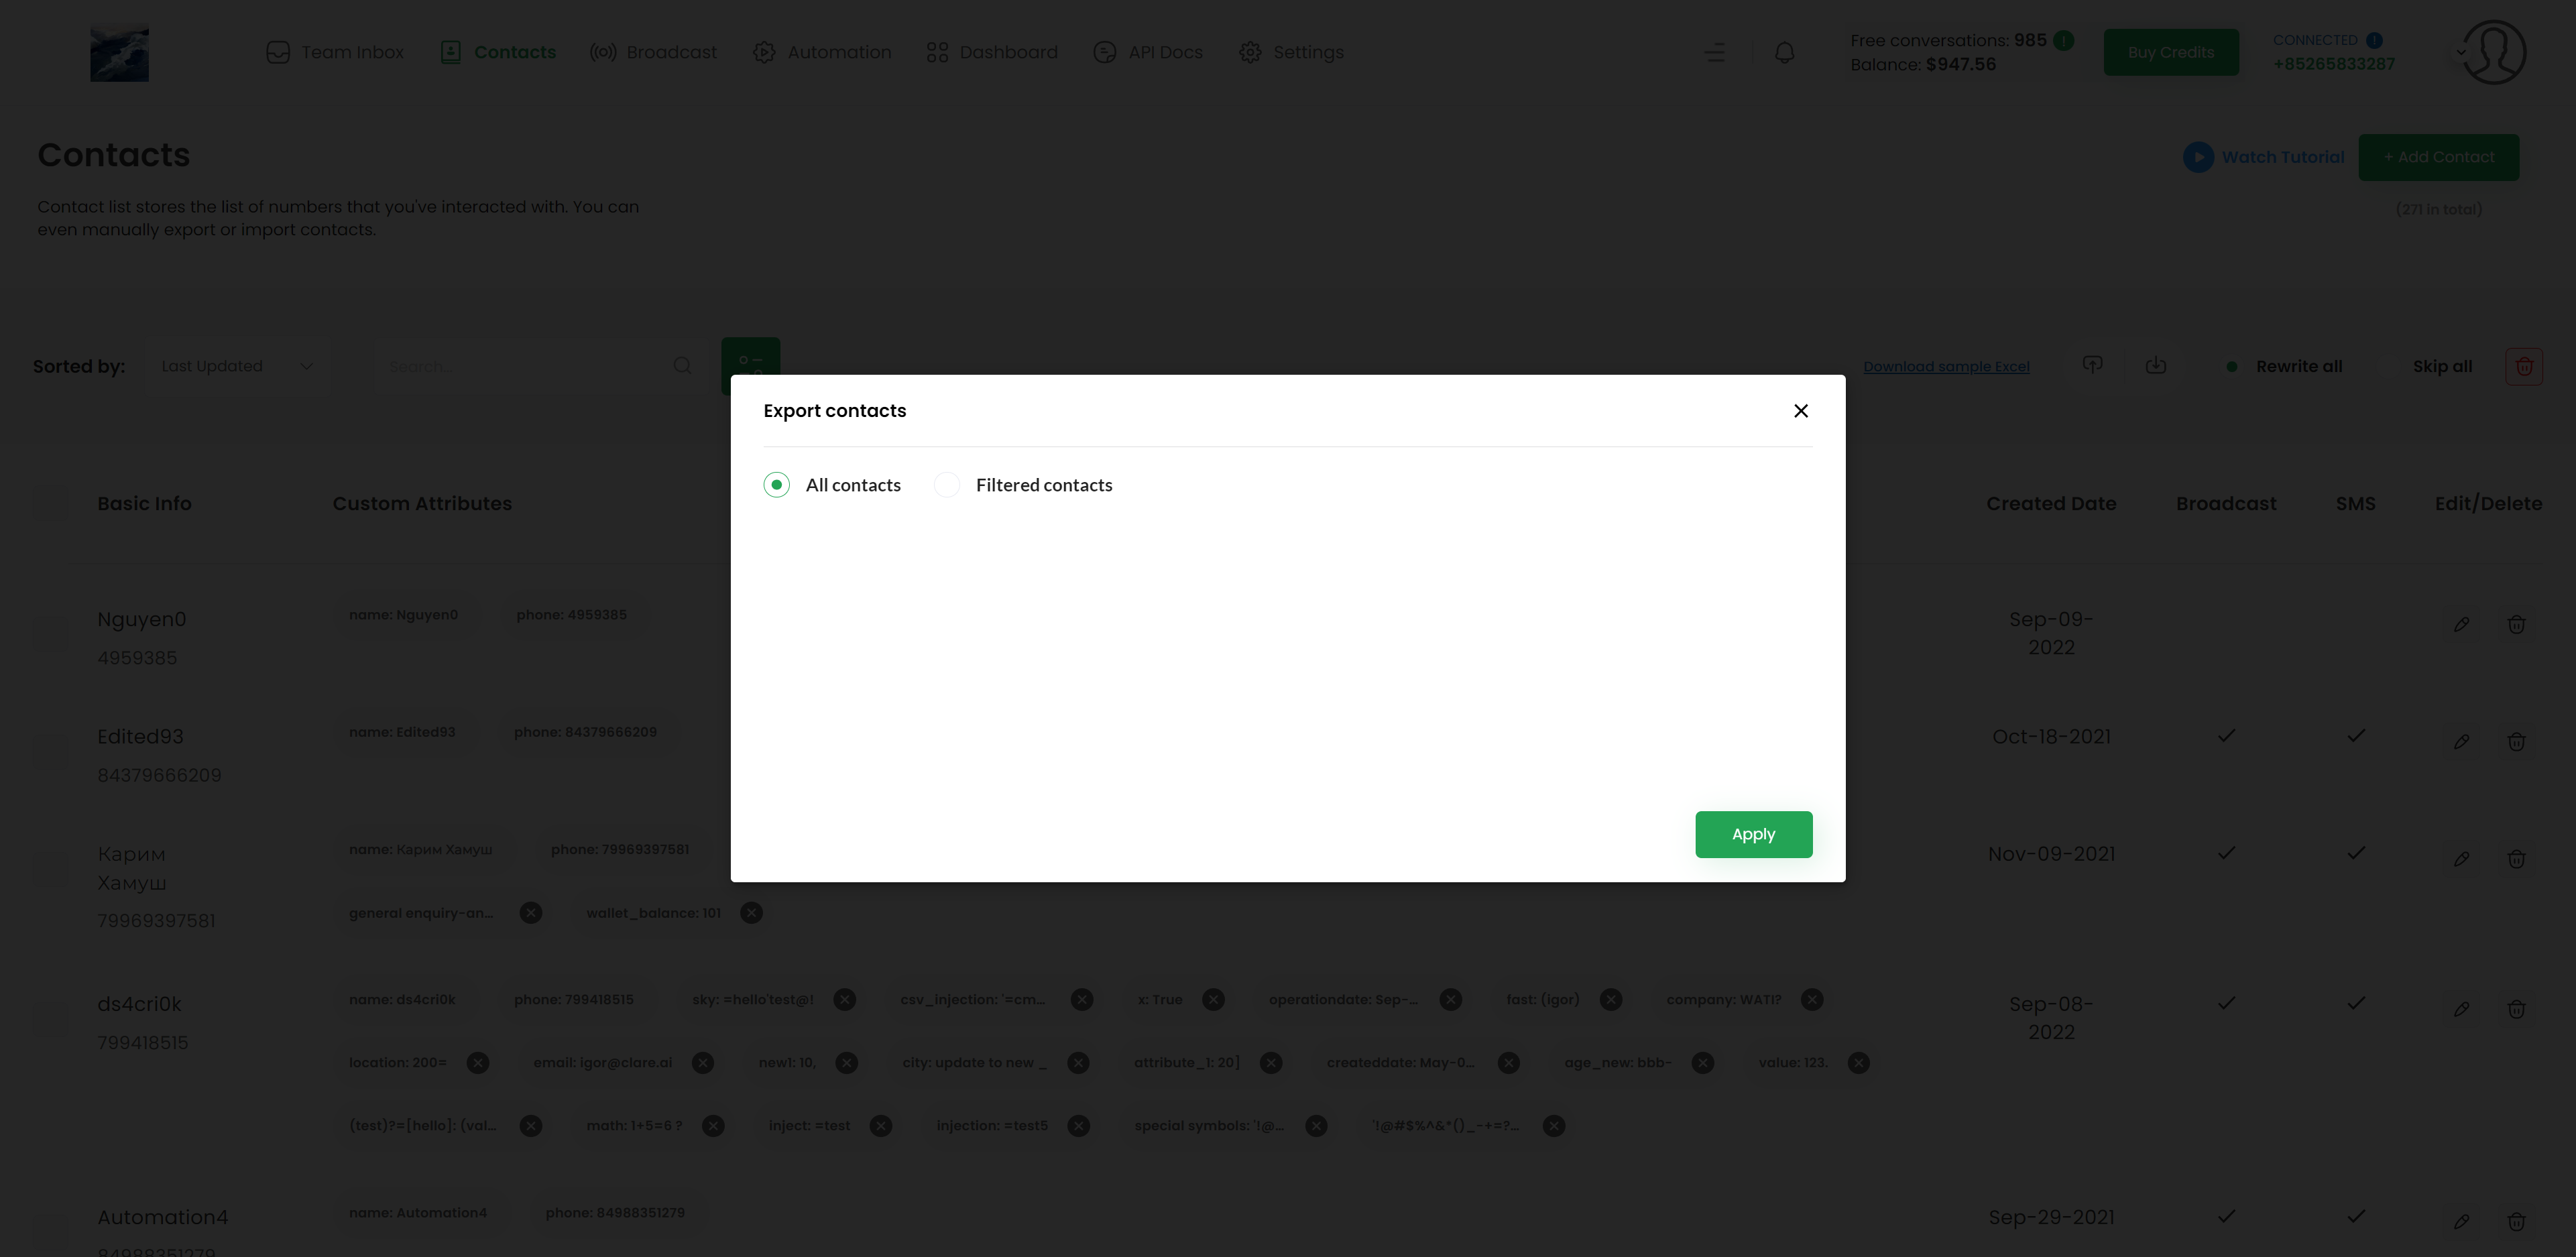 Team Inbox Contacts Broadcast Automation Dashboard API Docs Settings
Free conversations: 985
Balance: $947.56
Buy Credits
CONNECTED
+85265833287
Contacts
Watch Tutorial
+ Add Contact
Contact list stores the list of numbers that you've interacted with. You can
even manually export or import contacts.
(271 in total)
Sorted by: Last Updated Search... Download sample Excel Rewrite all Skip all
Export contacts
All contacts Filtered contacts
Apply
Basic Info Custom Attributes Created Date Broadcast SMS Edit/Delete
Nguyen0
4959385
name: Nguyen0 phone: 4959385
Sep-09-
2022
Edited93
84379666209
name: Edited93 phone: 84379666209
Oct-18-2021
Карим
Хамуш
79969397581
name: Карим Хамуш phone: 79969397581
general enquiry-an... wallet_balance: 101
Nov-09-2021
ds4cri0k
799418515
name: ds4cri0k phone: 799418515 sky: =hello'test@! csv_injection: '=cm... x: True operationdate: Sep-... fast: (igor) company: WATI?
location: 200= email: igor@clare.ai new1: 10, city: update to new _ attribute_1: 20] createddate: May-0... age_new: bbb- value: 123.
(test)?=[hello]: (val... math: 1+5=6 ? inject: =test injection: =test5 special symbols: `!@... `!@#$%^&*()_-+=?...
Sep-08-
2022
Automation4
84988351279
name: Automation4 phone: 84988351279
Sep-29-2021